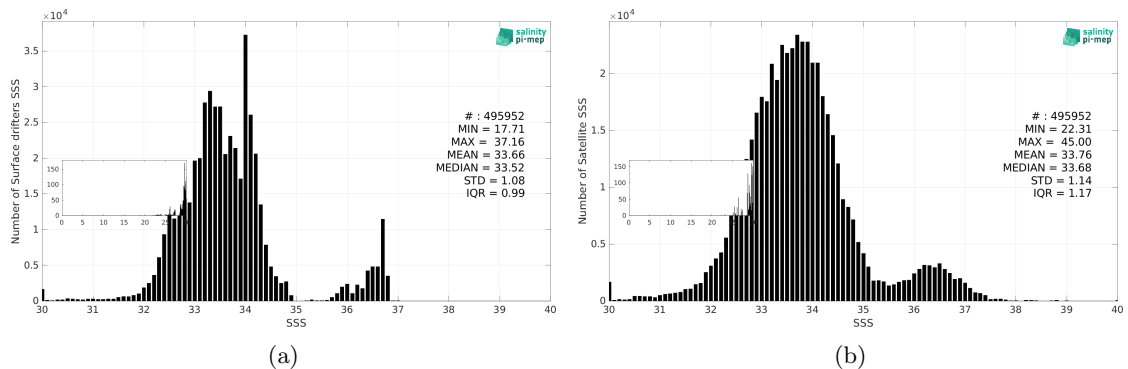 ×10⁴
3.5
3
2.5
2
1.5
1
0.5
0
Number of Surface drifters SSS
salinity
pi-mep
# : 495952
MIN = 17.71
MAX = 37.16
MEAN = 33.66
MEDIAN = 33.52
STD = 1.08
IQR = 0.99
150
100
50
0
0 5 10 15 20 25
30 31 32 33 34 35 36 37 38 39 40
SSS
(a)
×10⁴
2
1.5
1
0.5
0
Number of Satellite SSS
salinity
pi-mep
# : 495952
MIN = 22.31
MAX = 45.00
MEAN = 33.76
MEDIAN = 33.68
STD = 1.14
IQR = 1.17
150
100
50
0
0 5 10 15 20 25
30 31 32 33 34 35 36 37 38 39 40
SSS
(b)